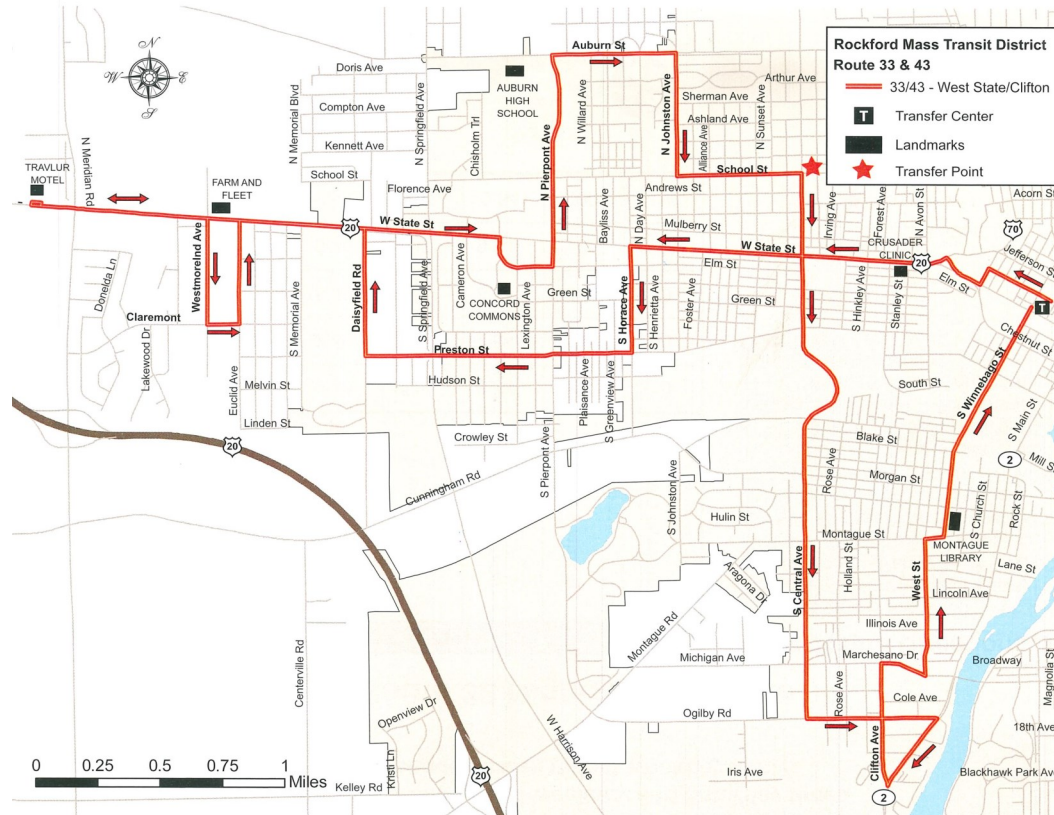 Rockford Mass Transit District
Route 33 & 43
33/43 - West State/Clifton
T
Transfer Center
Landmarks
Transfer Point
N
W
E
S
Auburn St
Doris Ave
Arthur Ave
Compton Ave
Kennett Ave
School St
N Memorial Blvd
N Springfield Ave
Chisholm Trl
AUBURN
HIGH
SCHOOL
N Pierpont Ave
N Willard Ave
N Johnston Ave
Sherman Ave
Ashland Ave
Alliance Ave
N Sunset Ave
School St
TRAVLUR
MOTEL
N Meridian Rd
FARM AND
FLEET
Florence Ave
Andrews St
Bayliss Ave
N Day Ave
Mulberry St
Irving Ave
Forest Ave
N Avon St
Acorn St
70
20
W State St
W State St
CRUSADER
CLINIC
20
Jefferson St
Elm St
Elm St
T
Donelda Ln
Westmorelnd Ave
Claremont
Lakewood Dr
S Memorial Ave
Daisyfield Rd
S Springfield Ave
Cameron Ave
CONCORD
COMMONS
Lexington Ave
Green St
S Horace Ave
S Henrietta Ave
Foster Ave
Green St
S Hinkley Ave
Stanley St
Chestnut St
Preston St
Hudson St
Euclid Ave
Melvin St
Linden St
Plaisance Ave
S Greenview Ave
South St
S Winnebago St
S Main St
2
Mill S
20
Crowley St
Cunningham Rd
S Pierpont Ave
Blake St
Rose Ave
Morgan St
S Johnston Ave
Hulin St
Montague St
S Church St
Rock St
MONTAGUE
LIBRARY
Lane St
Aragona Dr
S Central Ave
Holland St
West St
Lincoln Ave
Illinois Ave
Montague Rd
Michigan Ave
Marchesano Dr
Broadway
Magnolia St
Centerville Rd
Openview Dr
Kristi Ln
W Harrison Ave
Ogilby Rd
Rose Ave
Cole Ave
Clifton Ave
18th Ave
Iris Ave
Blackhawk Park Av
2
20
Kelley Rd
0 0.25 0.5 0.75 1
Miles